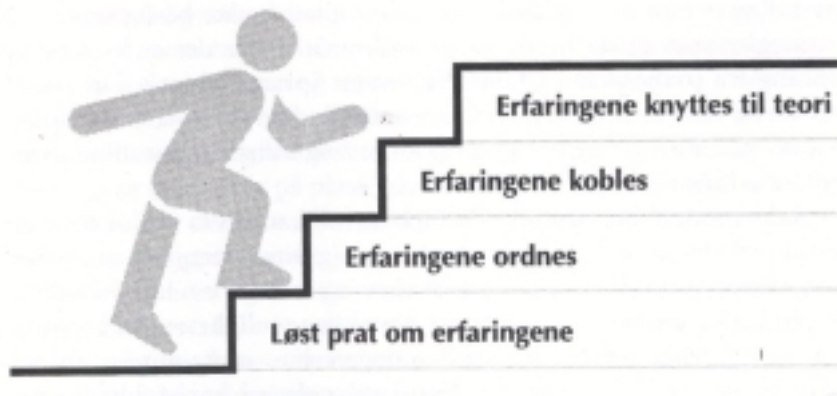 Erfaringene knyttes til teori
Erfaringene kobles
Erfaringene ordnes
Løst prat om erfaringene